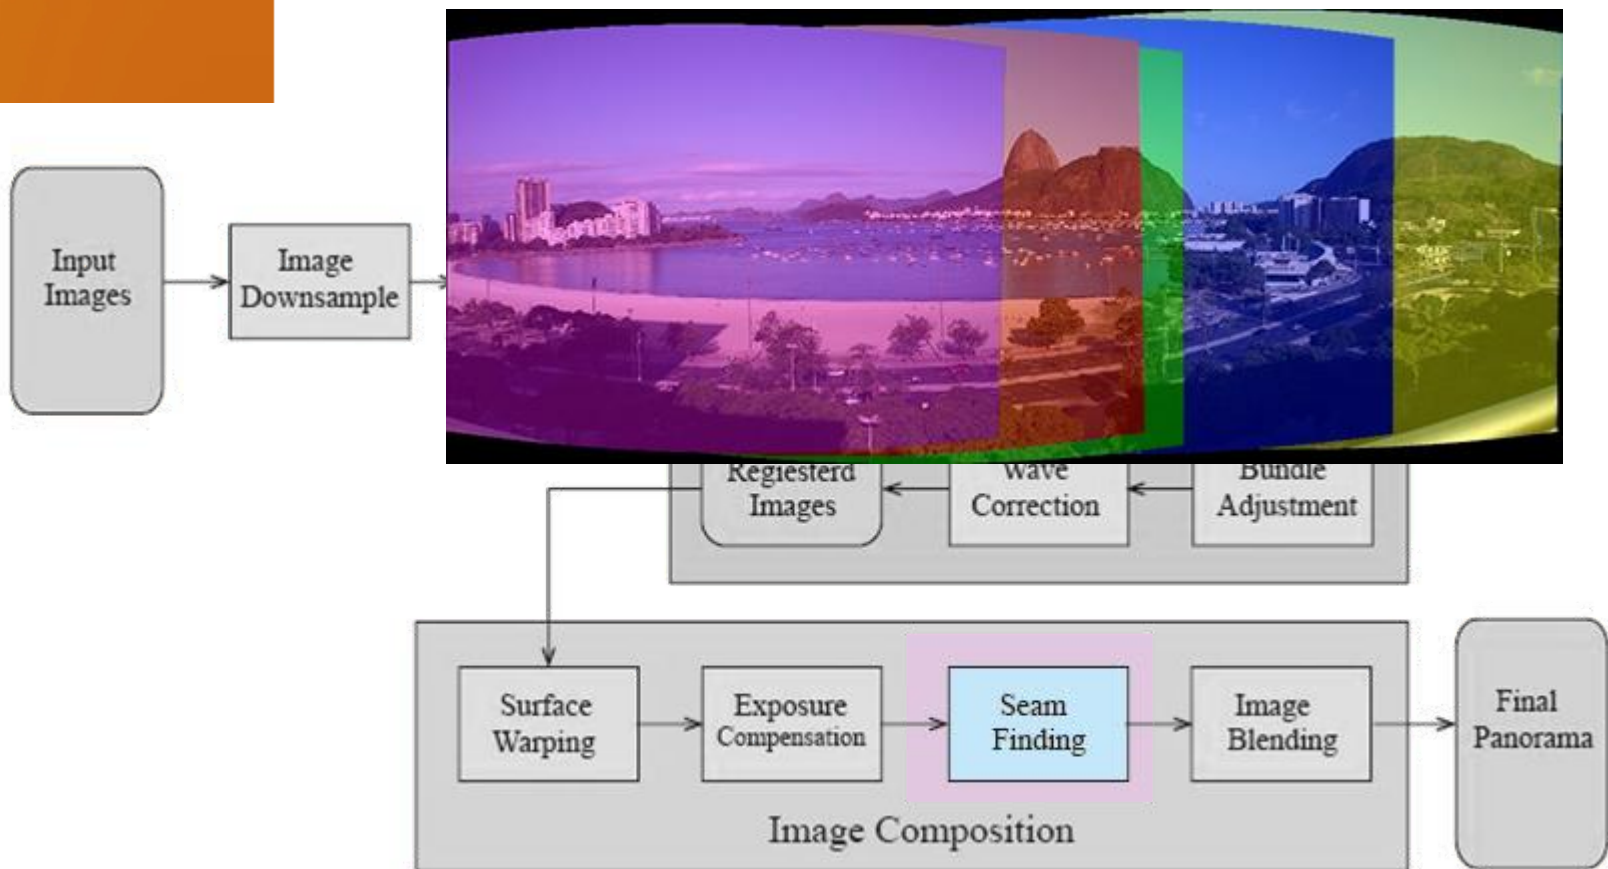 Input
Images
Image
Downsample
Regiesterd
Images
Wave
Correction
Bundle
Adjustment
Surface
Warping
Exposure
Compensation
Seam
Finding
Image
Blending
Final
Panorama
Image Composition